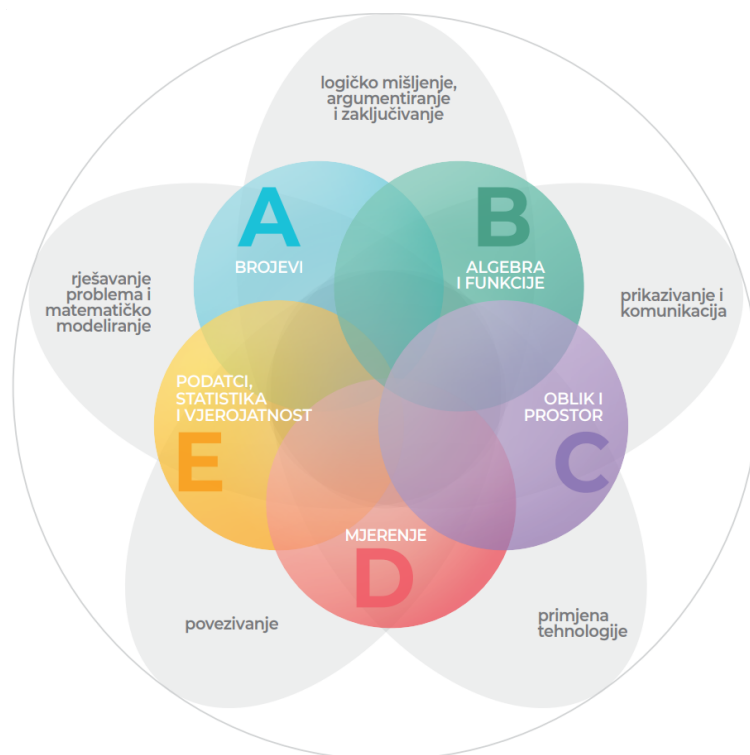 logičko mišljenje,
argumentiranje
i zaključivanje
A
BROJEVI
B
ALGEBRA
I FUNKCIJE
rješavanje
problema i
matematičko
modeliranje
prikazivanje i
komunikacija
PODATCI,
STATISTIKA
I VJEROJATNOST
E
OBLIK I
PROSTOR
C
MJERENJE
D
povezivanje
primjena
tehnologije